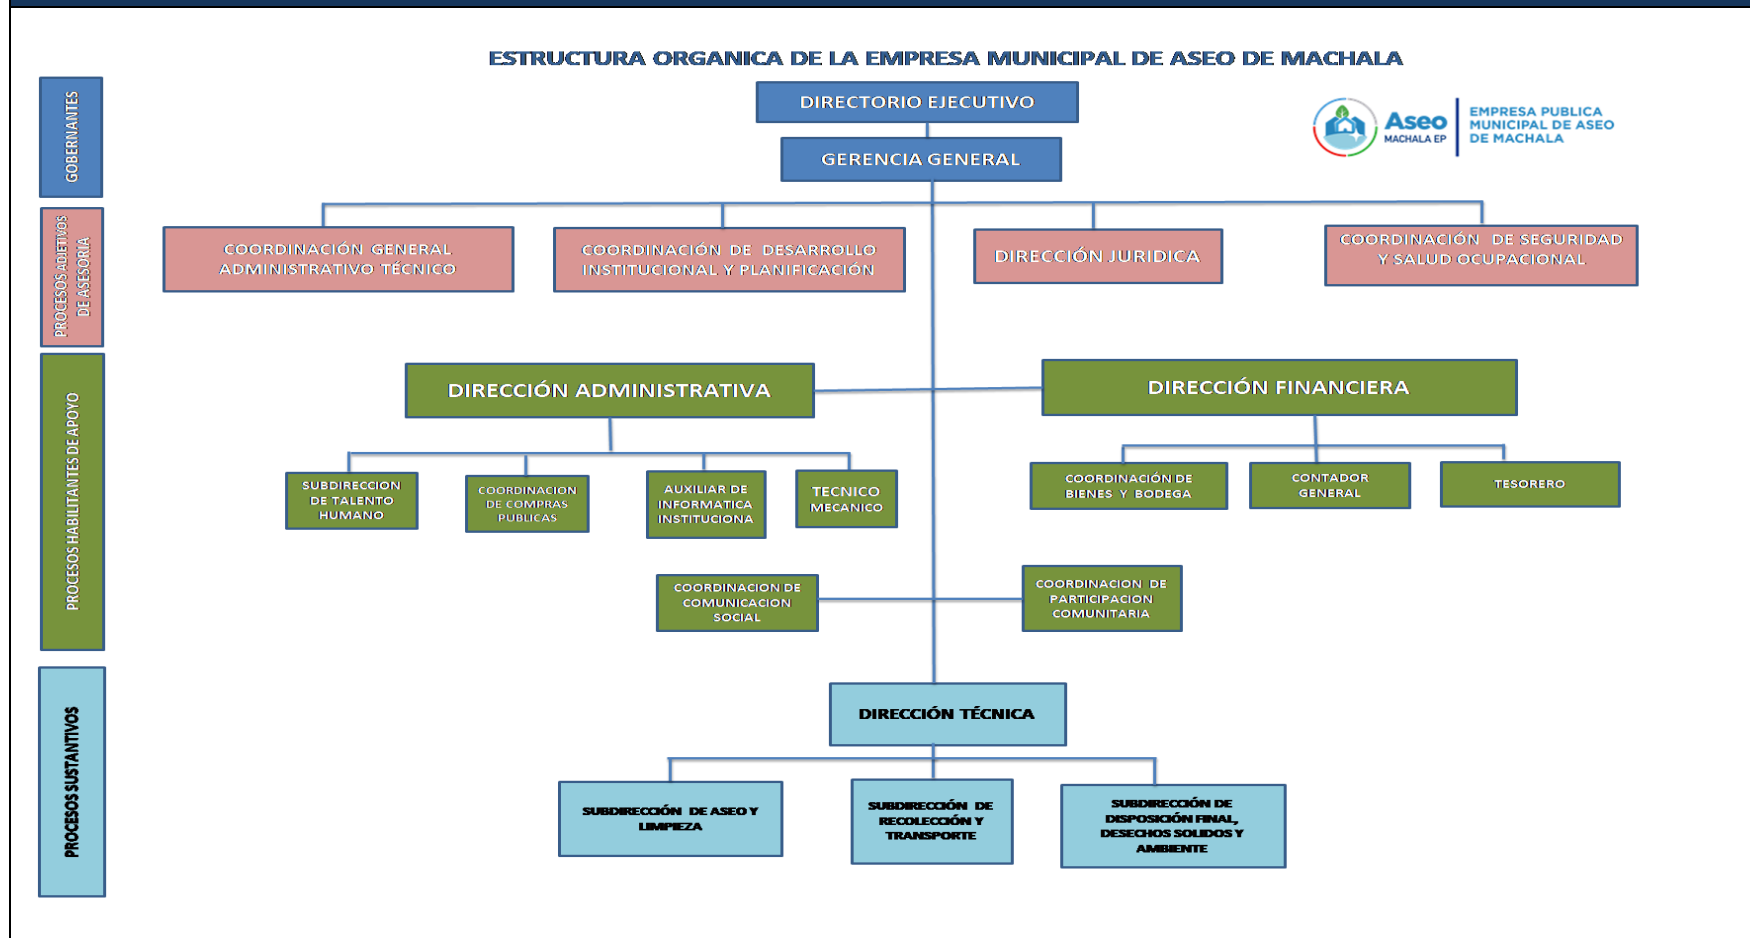 ESTRUCTURA ORGANICA DE LA EMPRESA MUNICIPAL DE ASEO DE MACHALA
GOBERNANTES
DIRECTORIO EJECUTIVO
GERENCIA GENERAL
Aseo
MACHALA EP
EMPRESA PUBLICA
MUNICIPAL DE ASEO
DE MACHALA
PROCESOS ADJETIVOS
DE ASESORIA
COORDINACIÓN GENERAL
ADMINISTRATIVO TÉCNICO
COORDINACIÓN DE DESARROLLO
INSTITUCIONAL Y PLANIFICACIÓN
DIRECCIÓN JURIDICA
COORDINACIÓN DE SEGURIDAD
Y SALUD OCUPACIONAL
PROCESOS HABILITANTES DE APOYO
DIRECCIÓN ADMINISTRATIVA
DIRECCIÓN FINANCIERA
SUBDIRECCION
DE TALENTO
HUMANO
COORDINACION
DE COMPRAS
PUBLICAS
AUXILIAR DE
INFORMATICA
INSTITUCIONA
TECNICO
MECANICO
COORDINACIÓN DE
BIENES Y BODEGA
CONTADOR
GENERAL
TESORERO
COORDINACION DE
COMUNICACION
SOCIAL
COORDINACION DE
PARTICIPACION
COMUNITARIA
PROCESOS SUSTANTIVOS
DIRECCIÓN TÉCNICA
SUBDIRECCIÓN DE ASEO Y
LIMPIEZA
SUBDIRECCIÓN DE
RECOLECCIÓN Y
TRANSPORTE
SUBDIRECCIÓN DE
DISPOSICIÓN FINAL,
DESECHOS SOLIDOS Y
AMBIENTE